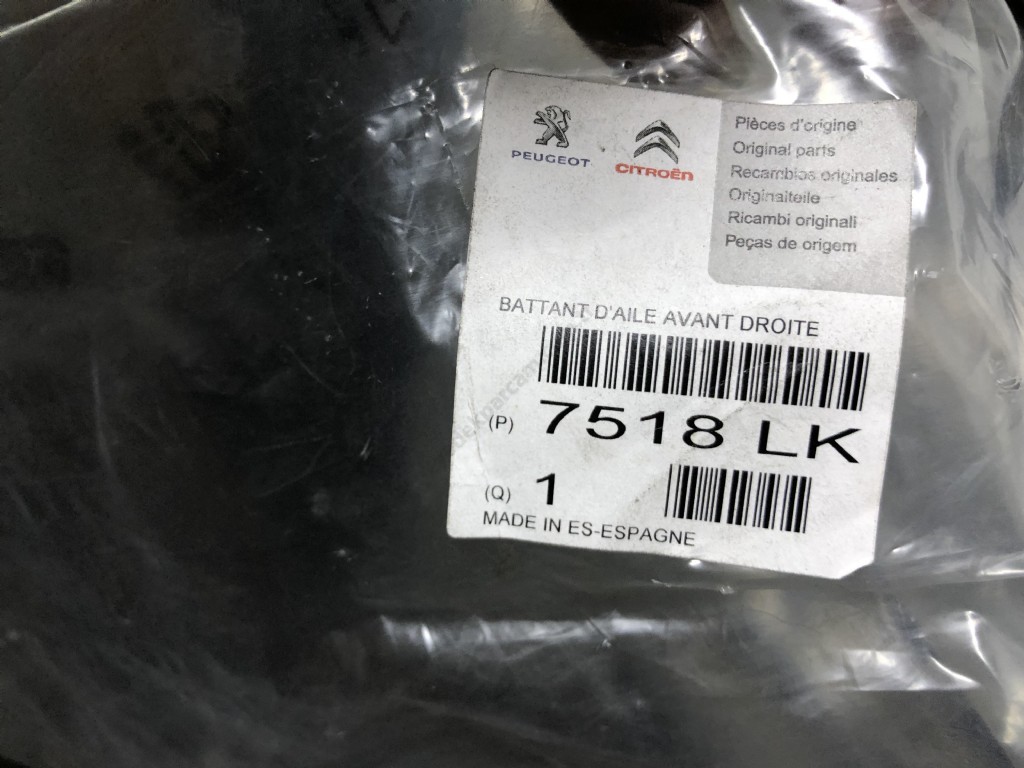 PEUGEOT
CITROËN
Pièces d'origine
Original parts
Recambios originales
Originalteile
Ricambi originali
Peças de origem
BATTANT D'AILE AVANT DROITE
(P) 7518 LK
(Q) 1
MADE IN ES-ESPAGNE